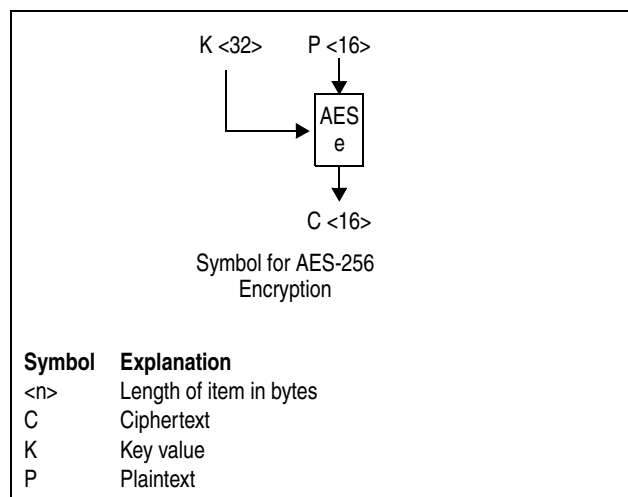 K <32> P <16>
AES
e
C <16>
Symbol for AES-256
Encryption
Symbol Explanation
<n> Length of item in bytes
C Ciphertext
K Key value
P Plaintext